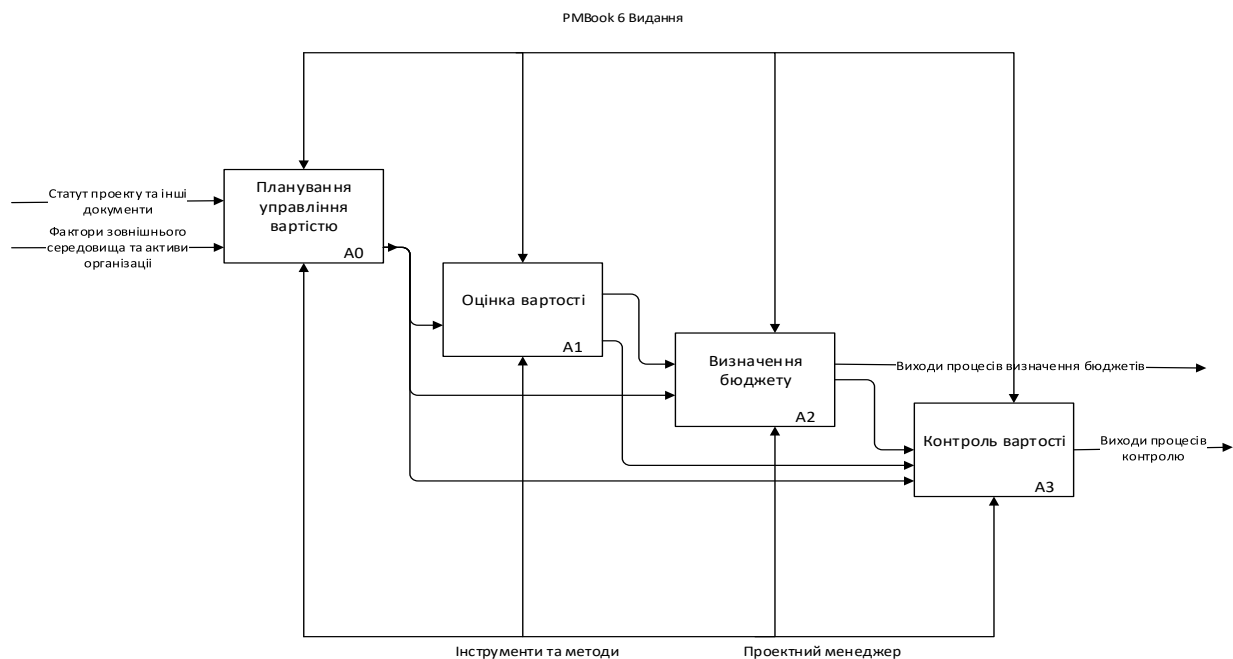 PMBook 6 Видання
Планування
управління
вартістю
A0
Статут проекту та інші
документи
Фактори зовнішнього
середовища та активи
організації
Оцінка вартості
A1
Визначення
бюджету
A2
Виходи процесів визначення бюджетів
Контроль вартості
A3
Виходи процесів
контролю
Інструменти та методи
Проектний менеджер